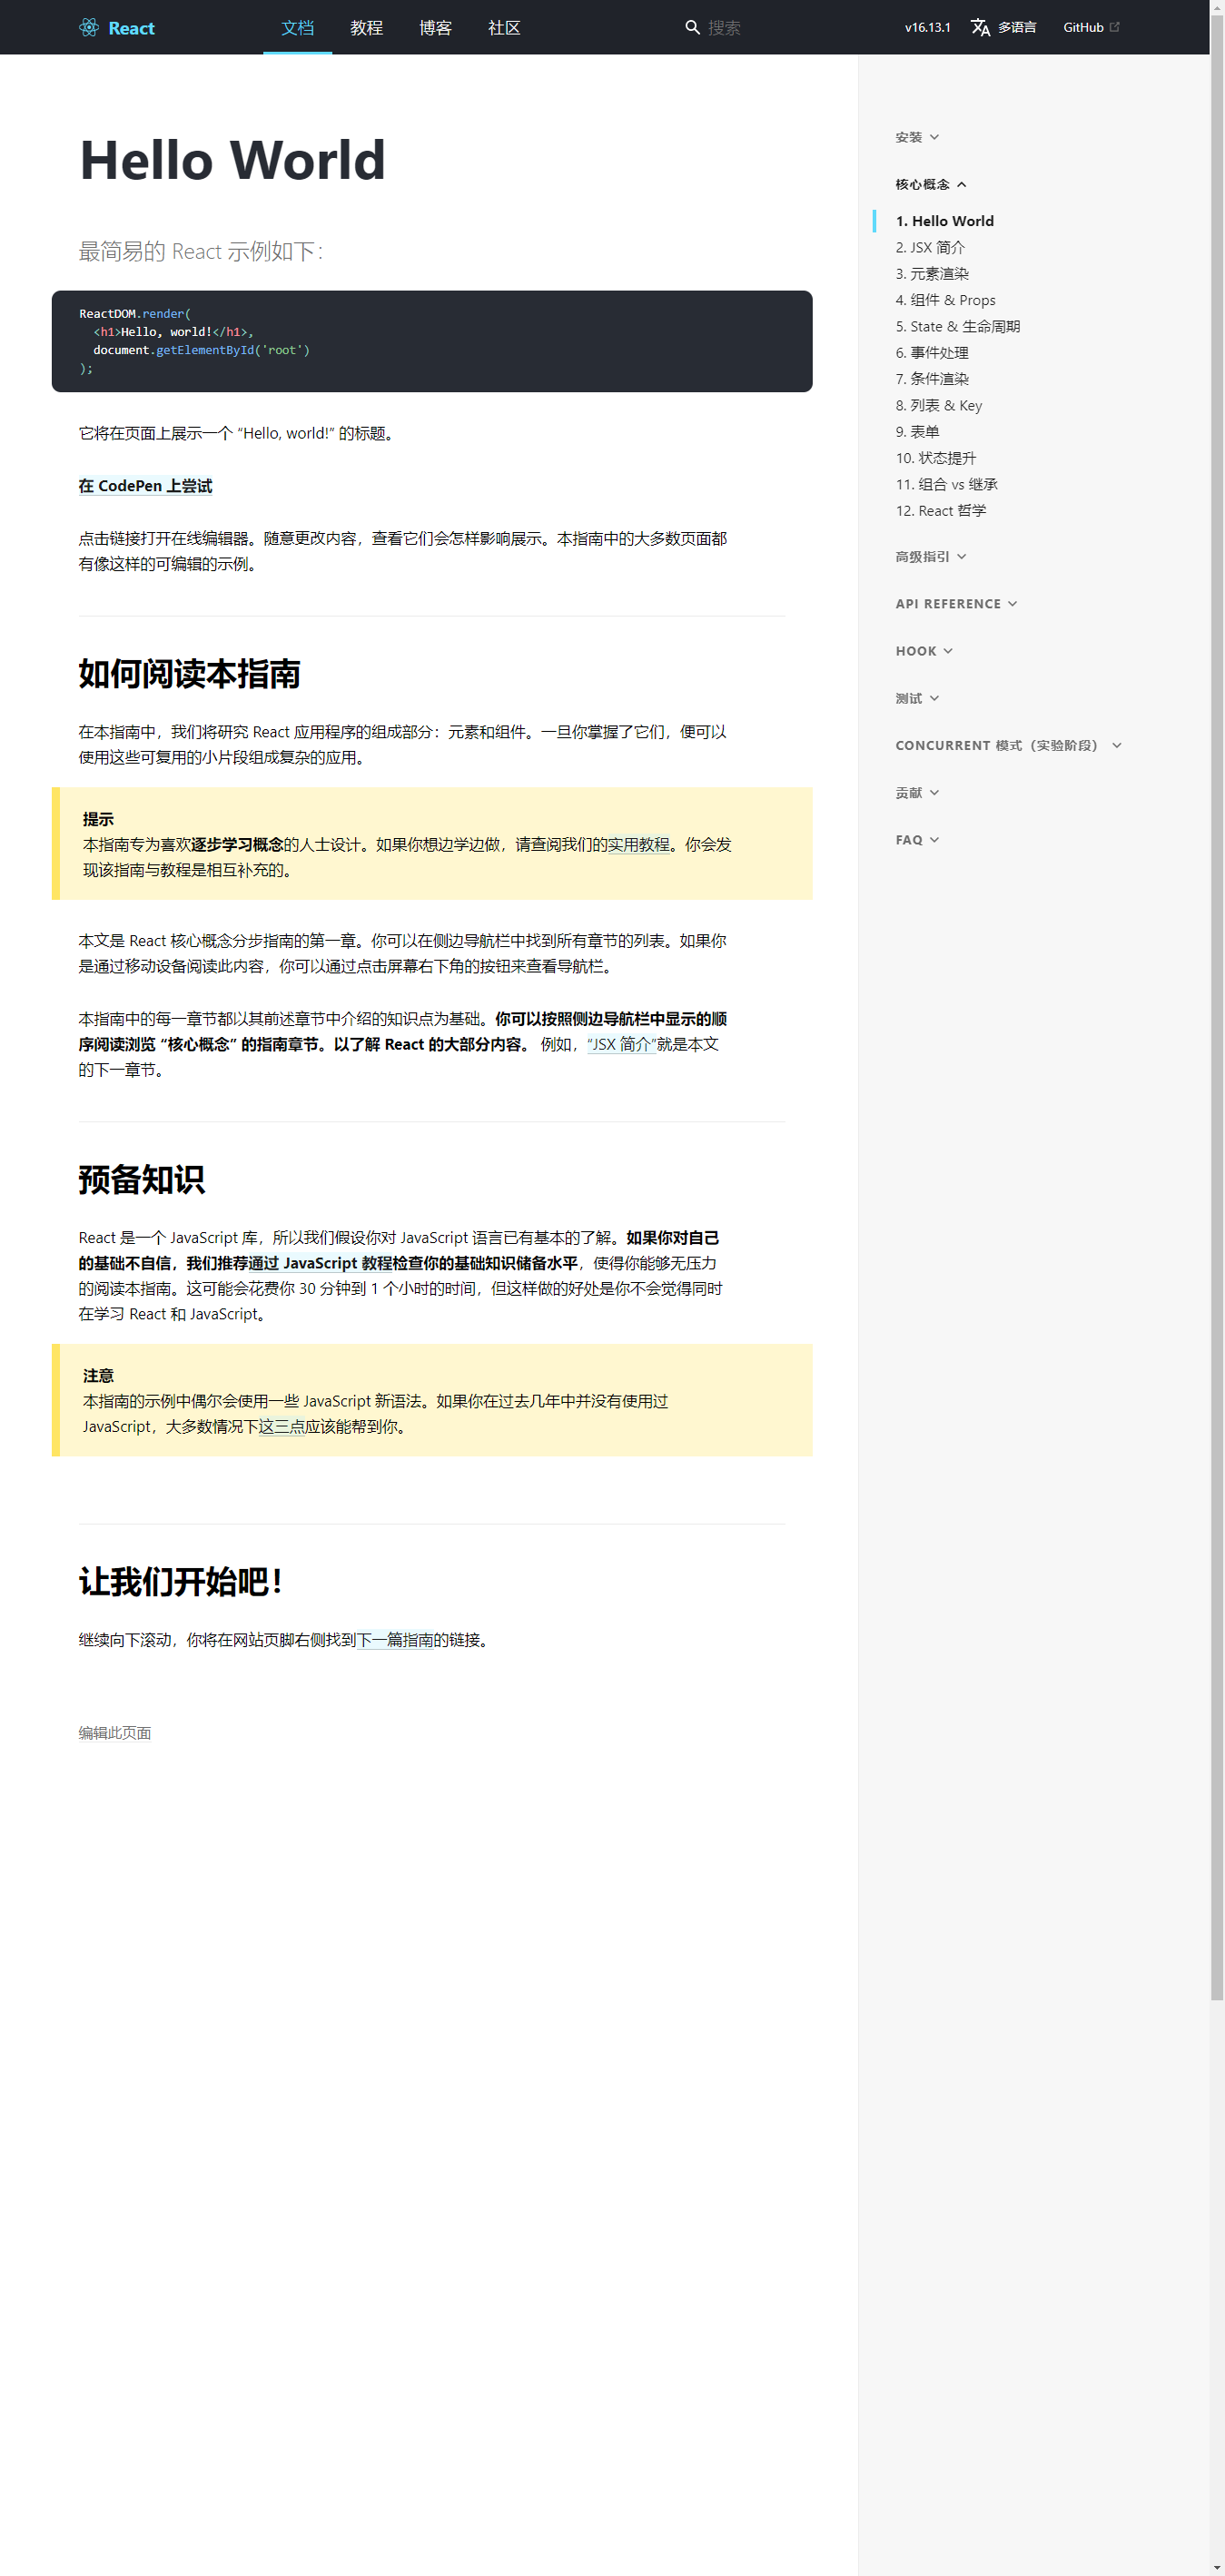 React
文档
教程
博客
社区
搜索
v16.13.1
多语言
GitHub
Hello World
最简易的 React 示例如下：
ReactDOM.render(
  <h1>Hello, world!</h1>,
  document.getElementById('root')
);
它将在页面上展示一个 “Hello, world!” 的标题。
在 CodePen 上尝试
点击链接打开在线编辑器。随意更改内容，查看它们会怎样影响展示。本指南中的大多数页面都
有像这样的可编辑的示例。
如何阅读本指南
在本指南中，我们将研究 React 应用程序的组成部分：元素和组件。一旦你掌握了它们，便可以
使用这些可复用的小片段组成复杂的应用。
提示
本指南专为喜欢逐步学习概念的人士设计。如果你想边学边做，请查阅我们的实用教程。你会发
现该指南与教程是相互补充的。
本文是 React 核心概念分步指南的第一章。你可以在侧边导航栏中找到所有章节的列表。如果你
是通过移动设备阅读此内容，你可以通过点击屏幕右下角的按钮来查看导航栏。
本指南中的每一章节都以其前述章节中介绍的知识点为基础。你可以按照侧边导航栏中显示的顺
序阅读浏览 “核心概念” 的指南章节。以了解 React 的大部分内容。 例如，“JSX 简介”就是本文
的下一章节。
预备知识
React 是一个 JavaScript 库，所以我们假设你对 JavaScript 语言已有基本的了解。如果你对自己
的基础不自信，我们推荐通过 JavaScript 教程检查你的基础知识储备水平，使得你能够无压力
的阅读本指南。这可能会花费你 30 分钟到 1 个小时的时间，但这样做的好处是你不会觉得同时
在学习 React 和 JavaScript。
注意
本指南的示例中偶尔会使用一些 JavaScript 新语法。如果你在过去几年中并没有使用过
JavaScript，大多数情况下这三点应该能帮到你。
让我们开始吧！
继续向下滚动，你将在网站页脚右侧找到下一篇指南的链接。
编辑此页面
安装
核心概念
1. Hello World
2. JSX 简介
3. 元素渲染
4. 组件 & Props
5. State & 生命周期
6. 事件处理
7. 条件渲染
8. 列表 & Key
9. 表单
10. 状态提升
11. 组合 vs 继承
12. React 哲学
高级指引
API REFERENCE
HOOK
测试
CONCURRENT 模式（实验阶段）
贡献
FAQ